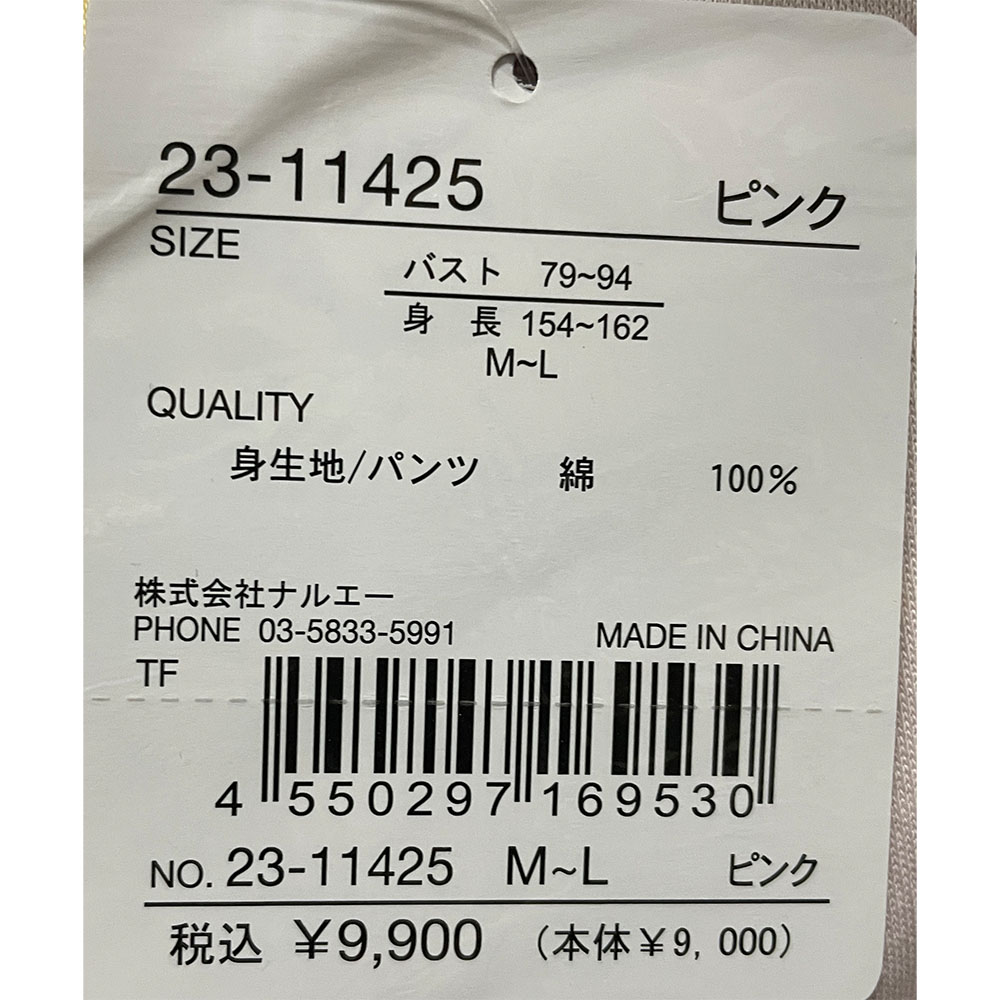 23-11425 ピンク
SIZE
バスト 79~94
身 長 154~162
M~L
QUALITY
身生地/パンツ 綿 100%
株式会社ナルエー
PHONE 03-5833-5991 MADE IN CHINA
TF
4 550297 169530
NO. 23-11425 M~L ピンク
税込 ¥9,900 (本体¥9,000)